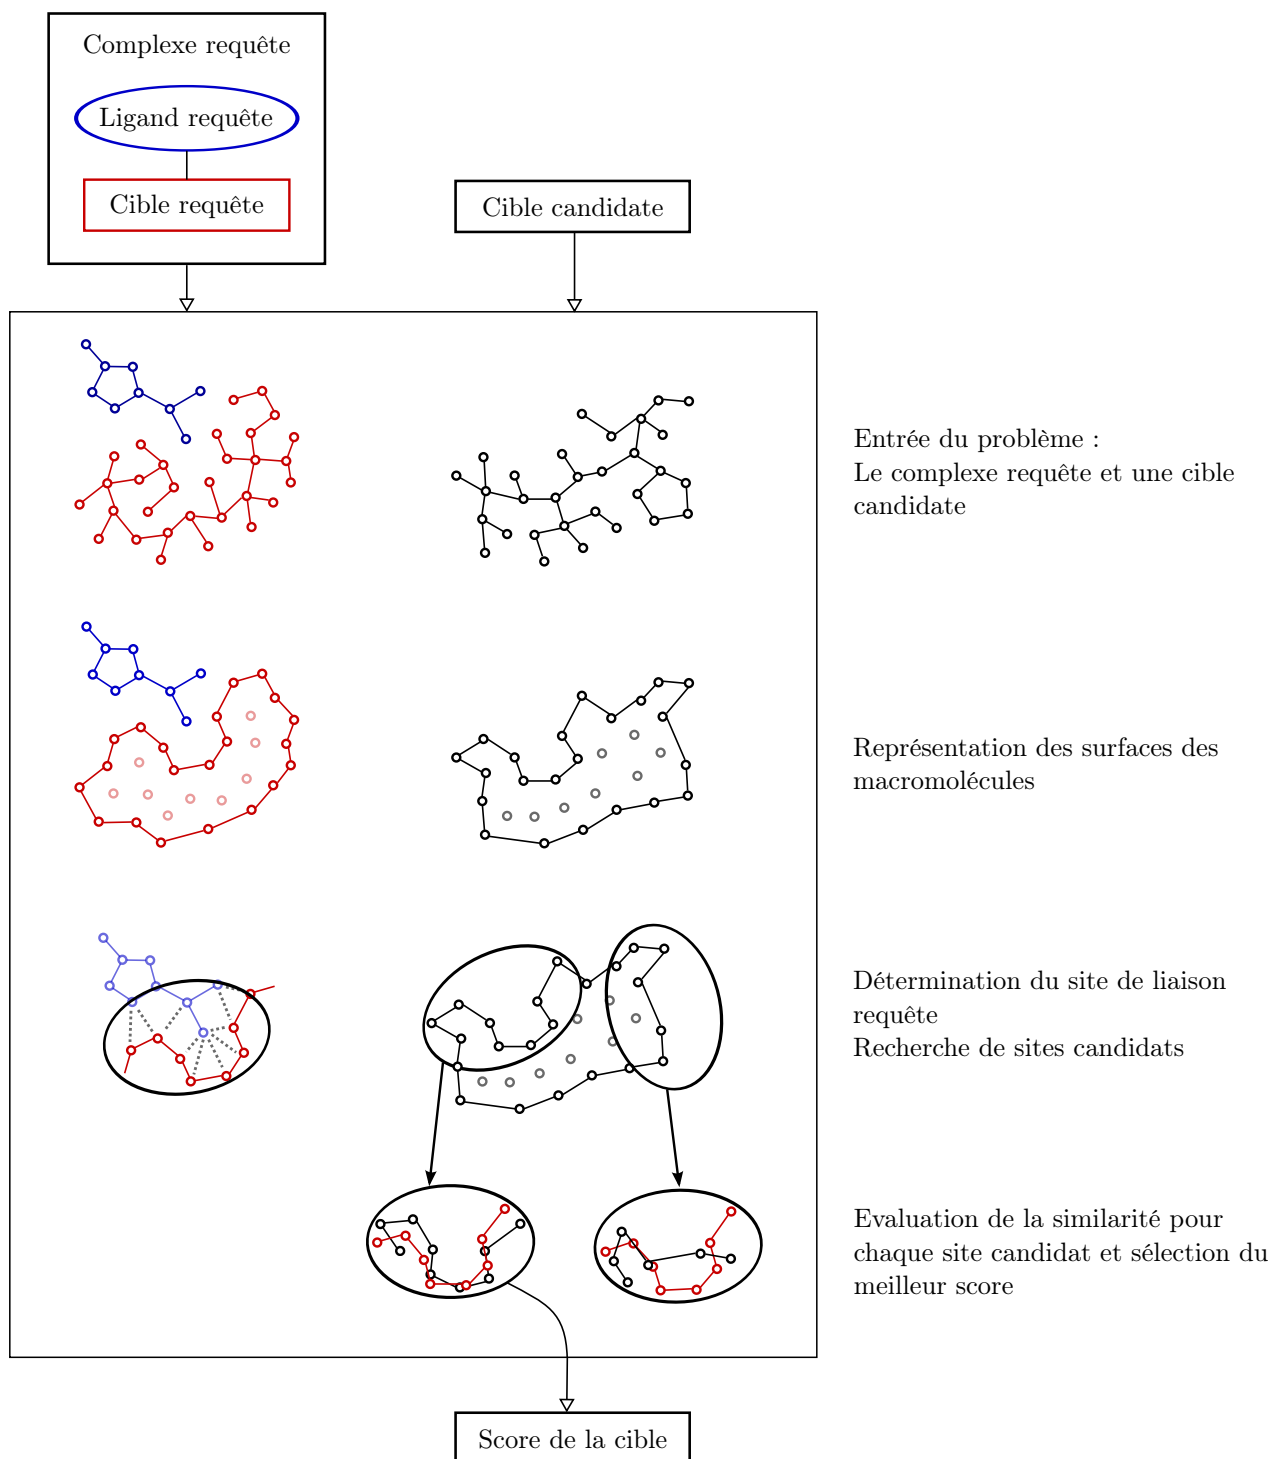 Complexe requête
Ligand requête
Cible requête
Cible candidate
Entrée du problème :
Le complexe requête et une cible
candidate
Représentation des surfaces des
macromolécules
Détermination du site de liaison
requête
Recherche de sites candidats
Evaluation de la similarité pour
chaque site candidat et sélection du
meilleur score
Score de la cible